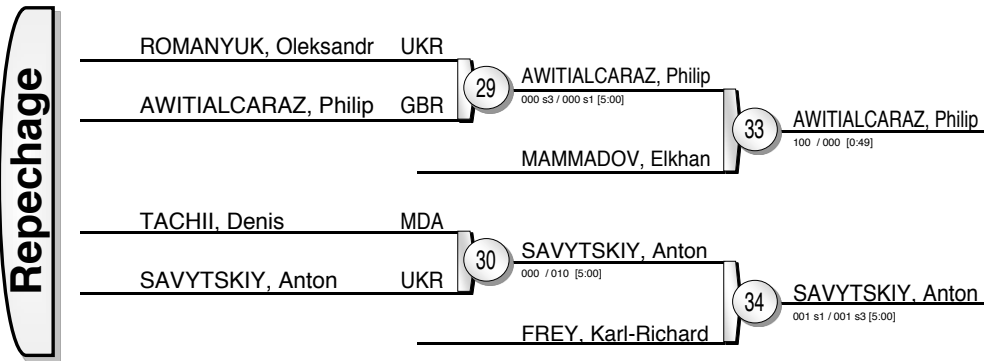 Repechage
ROMANYUK, Oleksandr UKR
AWITIALCARAZ, Philip GBR
29
AWITIALCARAZ, Philip
000 s3 / 000 s1 [5:00]
MAMMADOV, Elkhan
33
AWITIALCARAZ, Philip
100 / 000 [0:49]
TACHII, Denis MDA
SAVYTSKIY, Anton UKR
30
SAVYTSKIY, Anton
000 / 010 [5:00]
FREY, Karl-Richard
34
SAVYTSKIY, Anton
001 s1 / 001 s3 [5:00]